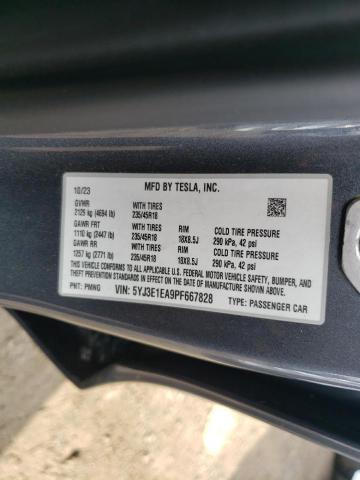 10/23 MFD BY TESLA, INC.
GVWR WITH TIRES
2125 kg (4684 lb) 235/45R18
GAWR FRT WITH TIRES RIM COLD TIRE PRESSURE
1110 kg (2447 lb) 235/45R18 18X8.5J 290 kPa, 42 psi
GAWR RR WITH TIRES RIM COLD TIRE PRESSURE
1257 kg (2771 lb) 235/45R18 18X8.5J 290 kPa, 42 psi
THIS VEHICLE CONFORMS TO ALL APPLICABLE U.S. FEDERAL MOTOR VEHICLE SAFETY, BUMPER, AND
THEFT PREVENTION STANDARDS IN EFFECT ON THE DATE OF MANUFACTURE SHOWN ABOVE.
PNT: PMNG VIN: 5YJ3E1EA9PF667828 TYPE: PASSENGER CAR